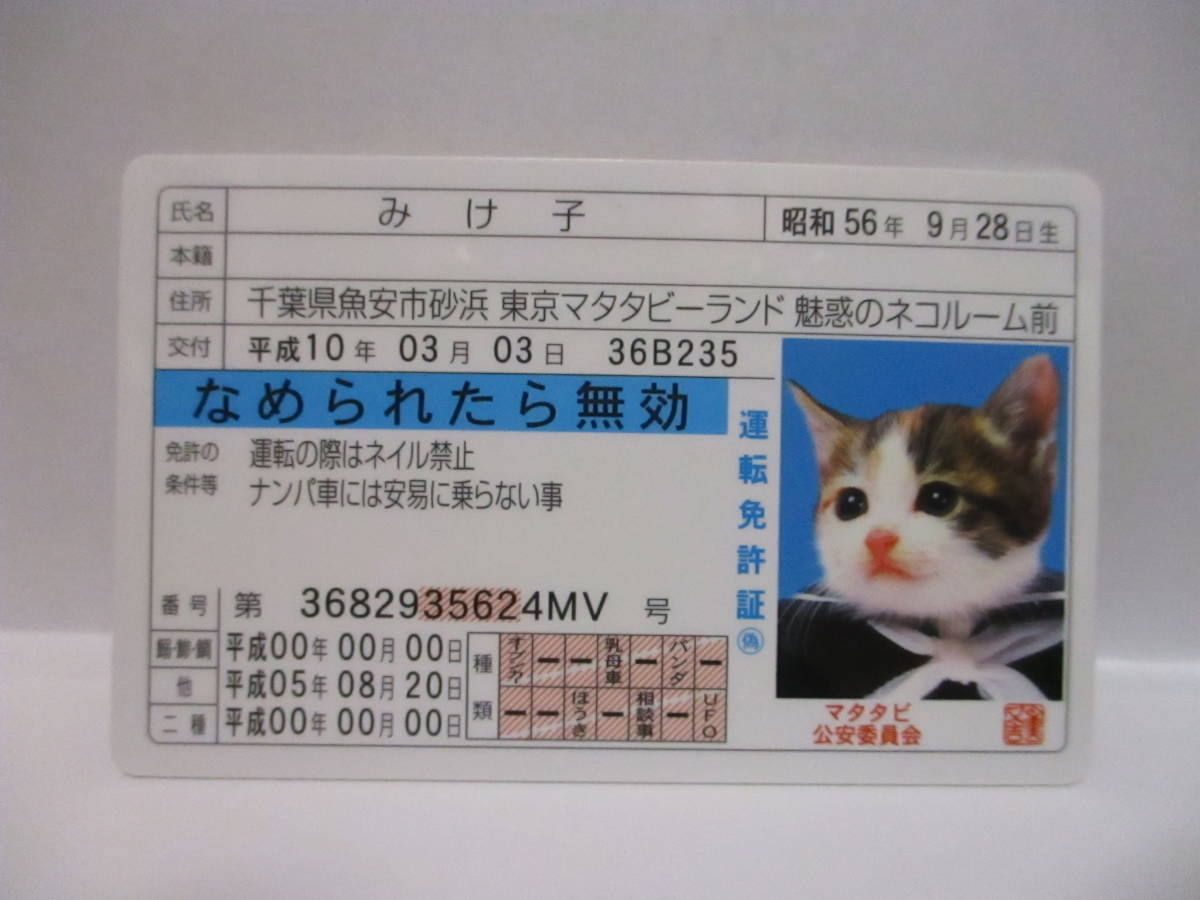 氏名 み け 子 昭和 56年 9月28日生
本籍
住所 千葉県魚安市砂浜 東京マタタビーランド 魅惑のネコルーム前
交付 平成10年 03月 03日 36B235
なめられたら無効
免許の 運転の際はネイル禁止
条件等 ナンパ車には安易に乗らない事
運転免許証㊢
番号 第 3682935624MV 号
平成00年 00月 00日
他 平成05年 08月 20日
二種 平成00年 00月 00日
種類
乳母車 パンダ
ほうき 相談事 UFO
マタタビ
公安委員会